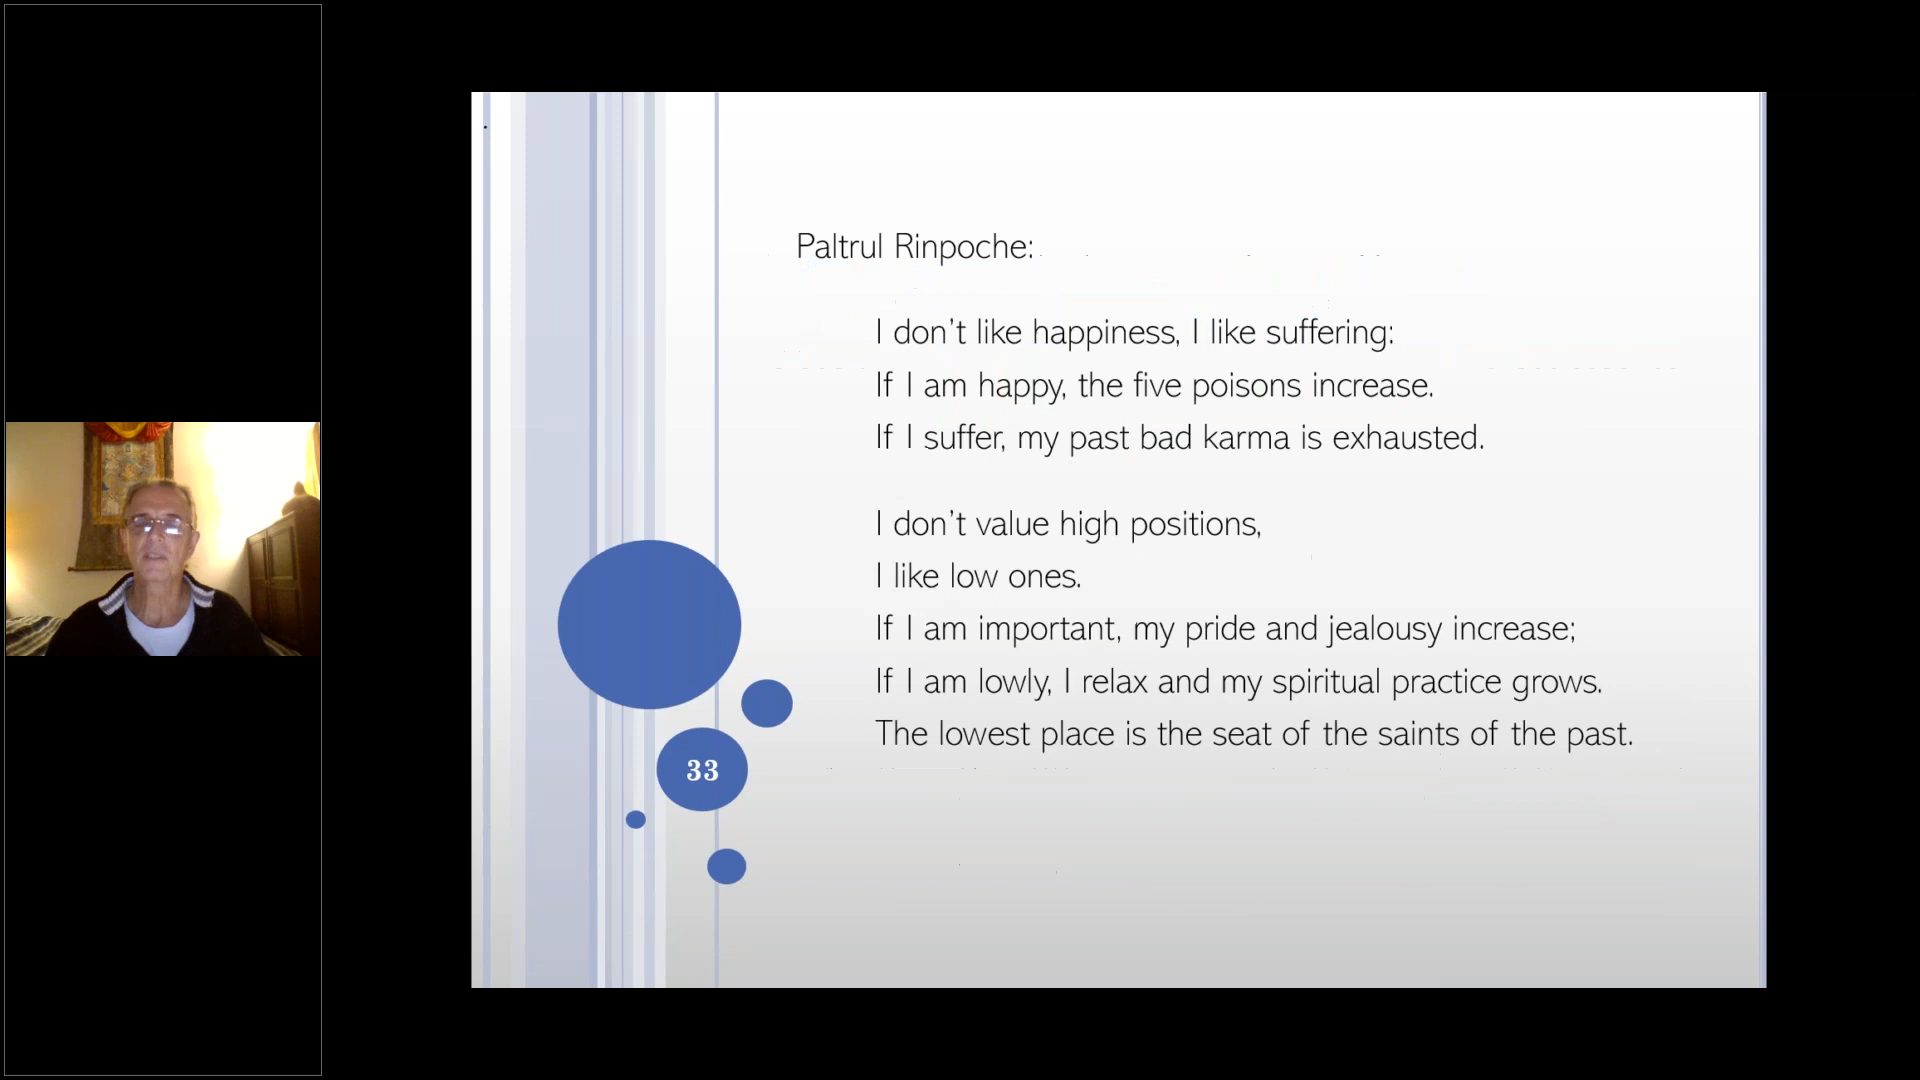 Paltrul Rinpoche:
I don't like happiness, I like suffering:
If I am happy, the five poisons increase.
If I suffer, my past bad karma is exhausted.
I don't value high positions,
I like low ones.
If I am important, my pride and jealousy increase;
If I am lowly, I relax and my spiritual practice grows.
The lowest place is the seat of the saints of the past.
33